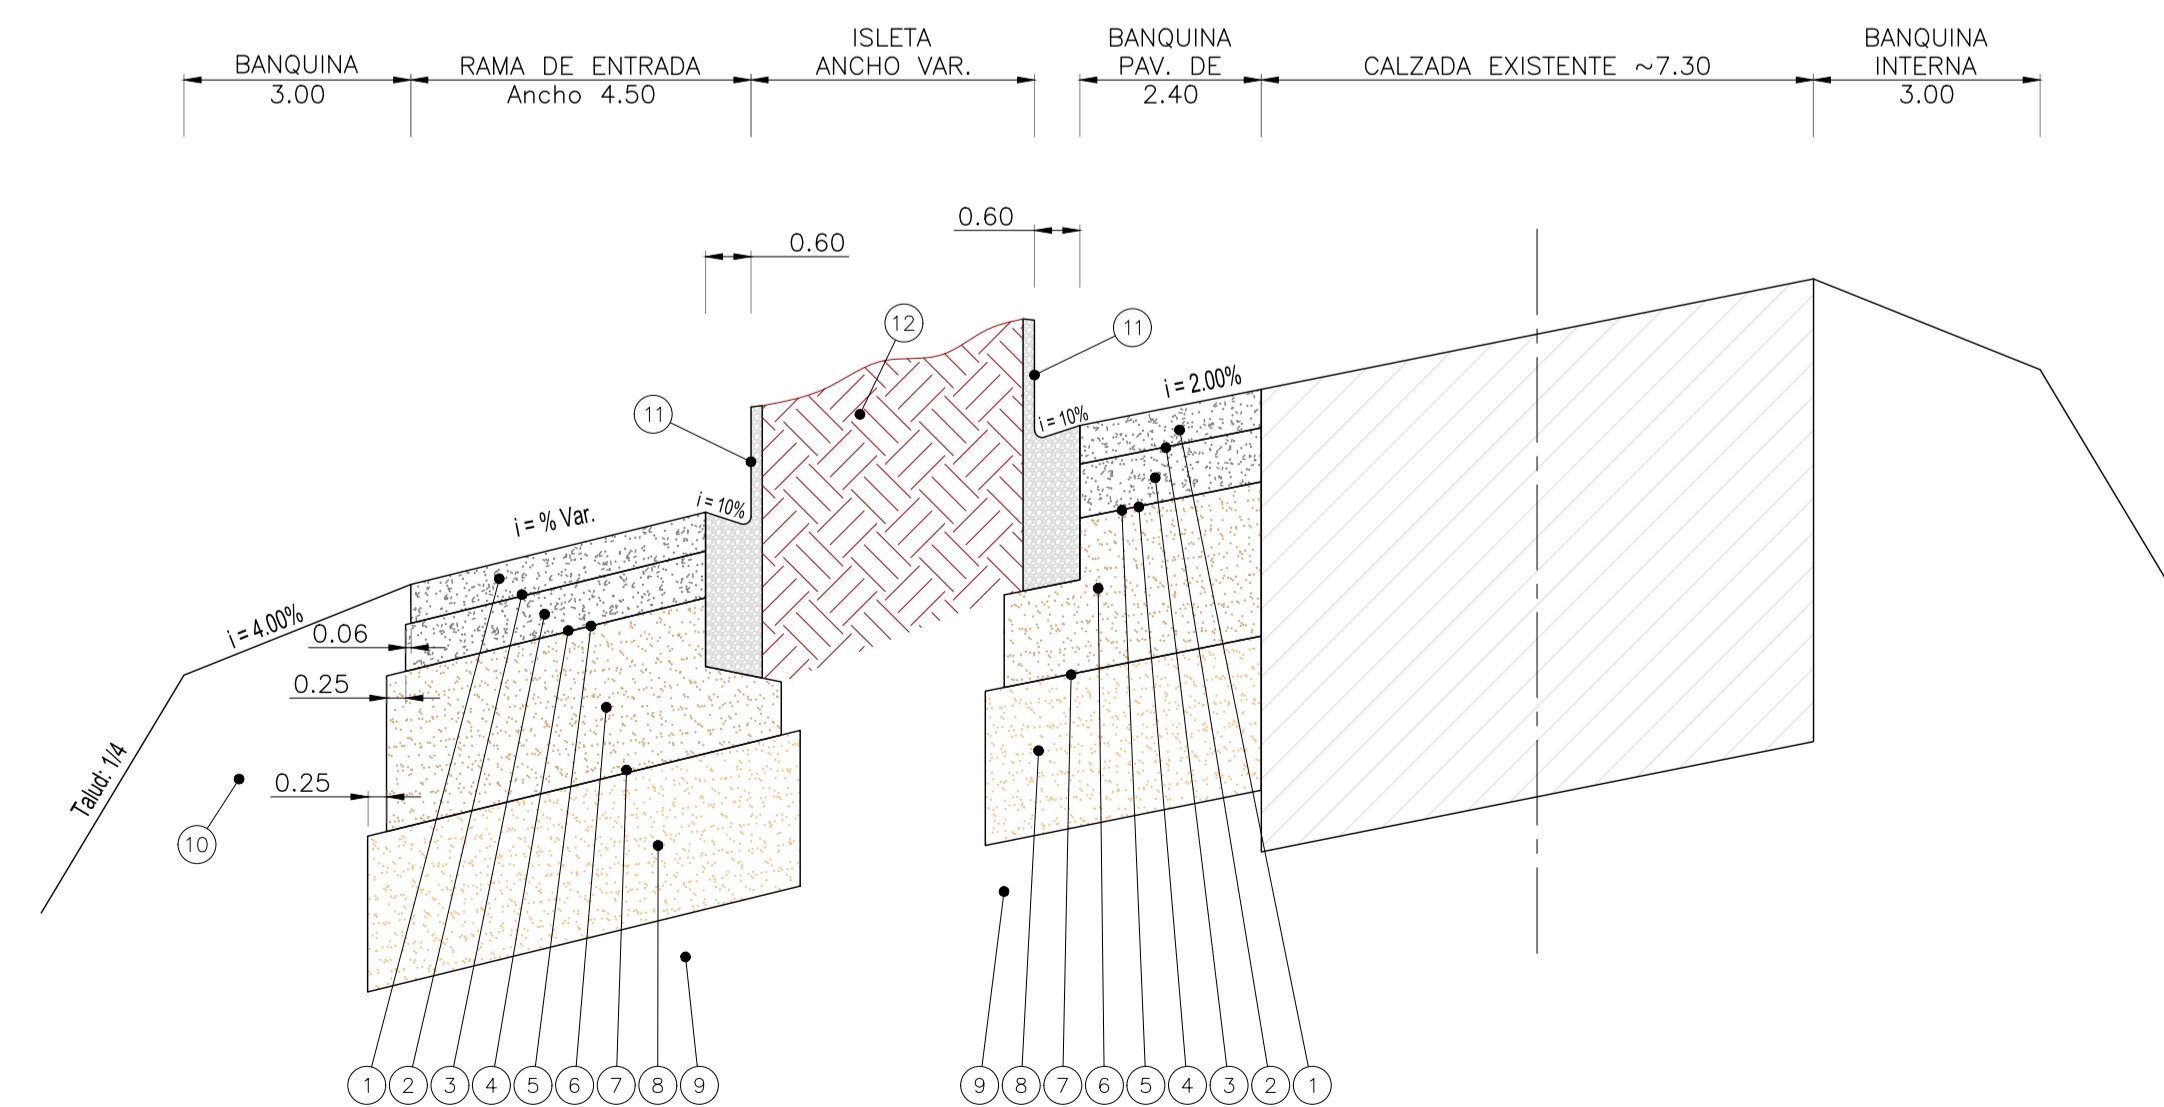 BANQUINA
3.00
RAMA DE ENTRADA
Ancho 4.50
ISLETA
ANCHO VAR.
BANQUINA
PAV. DE
2.40
CALZADA EXISTENTE ~7.30
BANQUINA
INTERNA
3.00
0.60
0.60
12
11
11
i = 2.00%
i = 10%
i = 10%
i = % Var.
i = 4.00%
0.06
0.25
0.25
Talud: 1/4
10
1 2 3 4 5 6 7 8 9
9 8 7 6 5 4 3 2 1